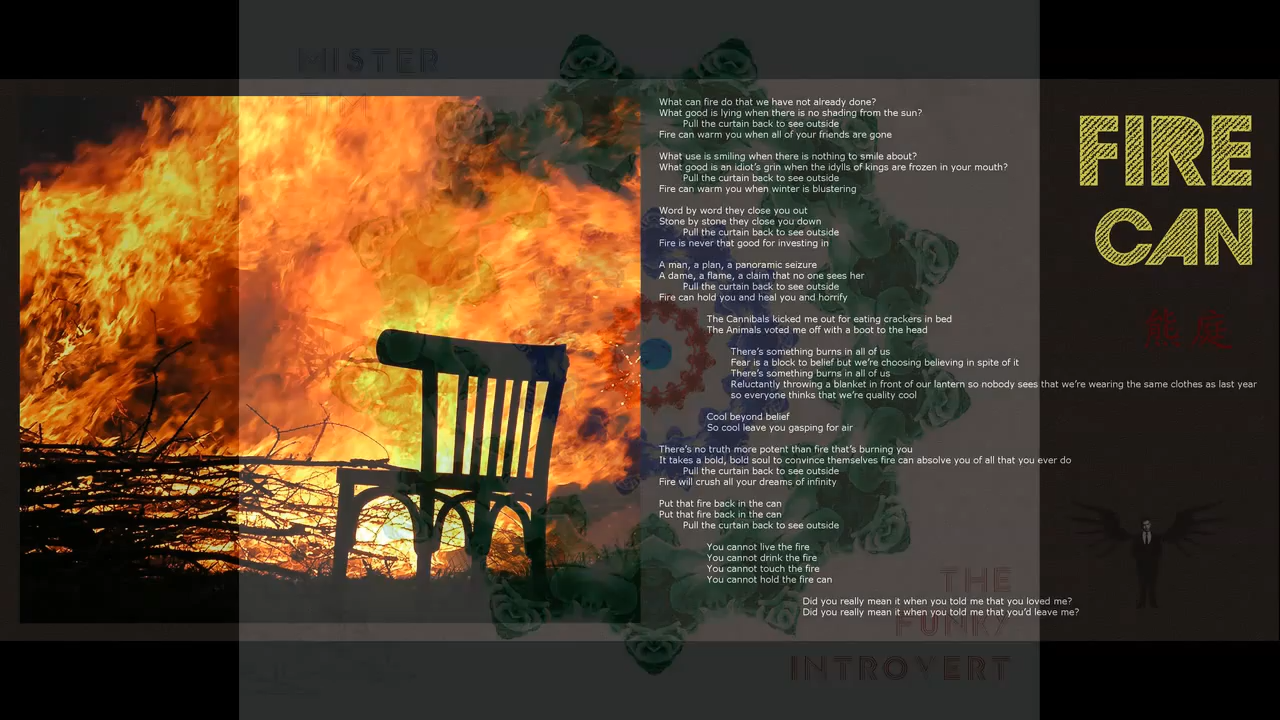 MISTER
What can fire do that we have not already done?
What good is lying when there is no shading from the sun?
Pull the curtain back to see outside
Fire can warm you when all of your friends are gone
What use is smiling when there is nothing to smile about?
What good is an idiot's grin when the idylls of kings are frozen in your mouth?
Pull the curtain back to see outside
Fire can warm you when winter is blustering
Word by word they close you out
Stone by stone they close you down
Pull the curtain back to see outside
Fire is never that good for investing in
A man, a plan, a panoramic seizure
A dame, a flame, a claim that no one sees her
Pull the curtain back to see outside
Fire can hold you and heal you and horrify
The Cannibals kicked me out for eating crackers in bed
The Animals voted me off with a boot to the head
There's something burns in all of us
Fear is a block to belief but we're choosing believing in spite of it
There's something burns in all of us
Reluctantly throwing a blanket in front of our lantern so nobody sees that we're wearing the same clothes as last year
so everyone thinks that we're quality cool
Cool beyond belief
So cool leave you gasping for air
There's no truth more potent than fire that's burning you
It takes a bold, bold soul to convince themselves fire can absolve you of all that you ever do
Pull the curtain back to see outside
Fire will crush all your dreams of infinity
Put that fire back in the can
Put that fire back in the can
Pull the curtain back to see outside
You cannot live the fire
You cannot drink the fire
You cannot touch the fire
You cannot hold the fire can
Did you really mean it when you told me that you loved me?
Did you really mean it when you told me that you'd leave me?
FIRE
CAN
熊庭
THE
FUNKY
INTROVERT